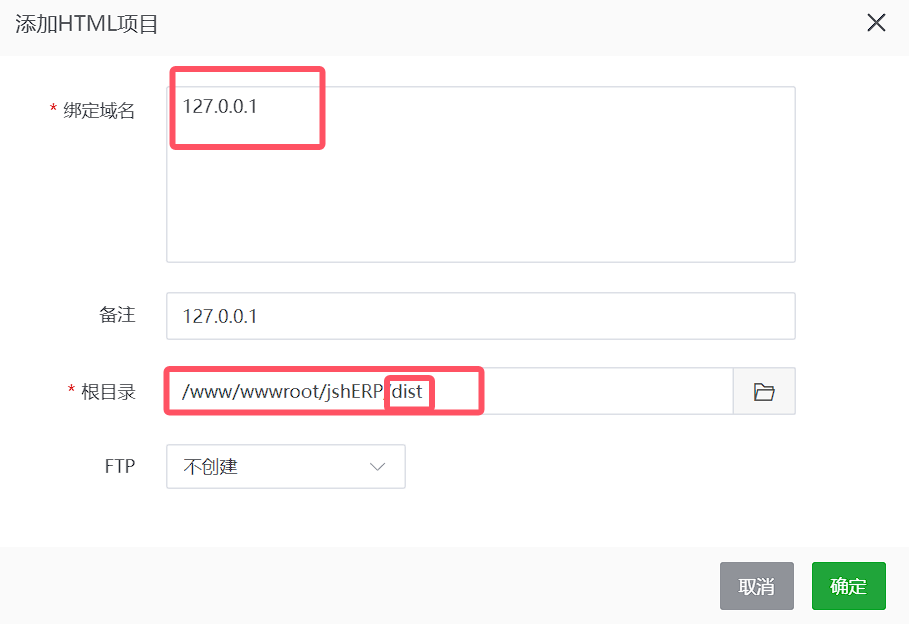 添加HTML项目
* 绑定域名
127.0.0.1
备注
127.0.0.1
* 根目录
/www/wwwroot/jshERP/dist
FTP
不创建
取消
确定